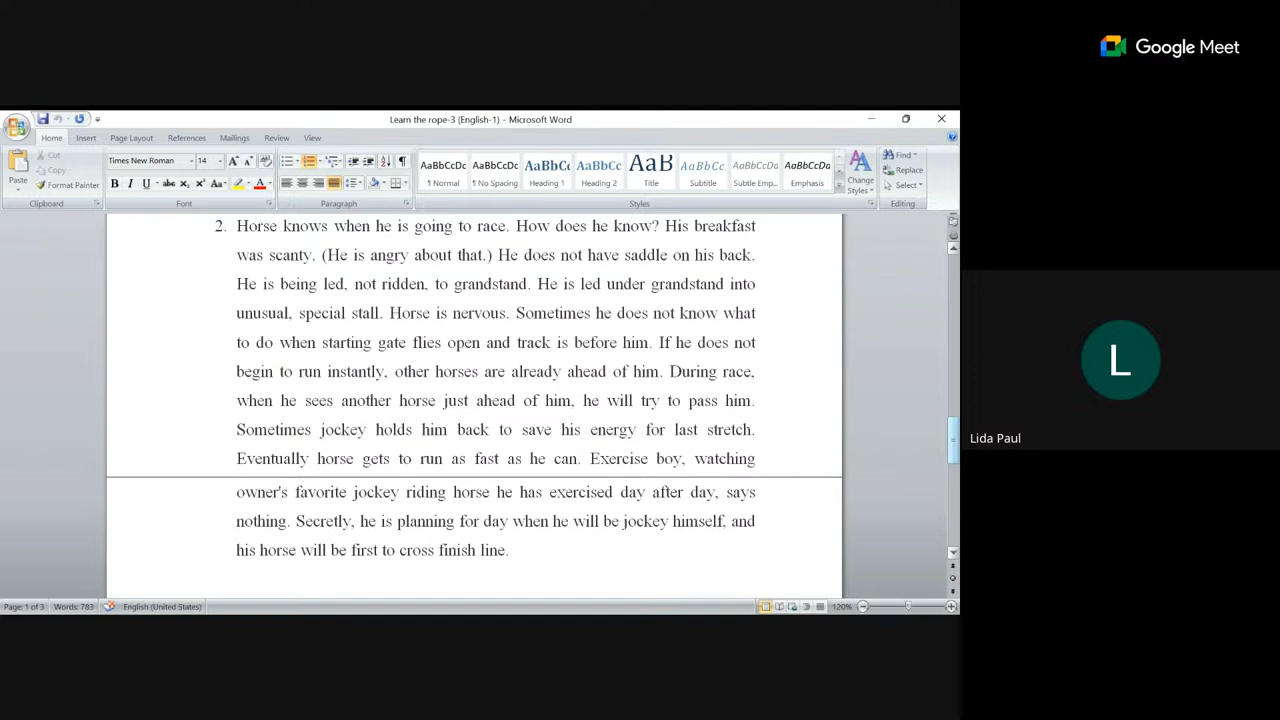 Google Meet
Learn the rope-3 (English-1) - Microsoft Word
Home Insert Page Layout References Mailings Review View
Paste
Cut
Copy
Format Painter
Clipboard
Times New Roman 14
Font
Paragraph
AaBbCcDc AaBbCcDc AaBbCc AaBbCc AaB AaBbCc. AaBbCcDa AaBbCcDa
¶ Normal ¶ No Spacing Heading 1 Heading 2 Title Subtitle Subtle Emp... Emphasis
Change
Styles
Styles
Find
Replace
Select
Editing
2. Horse knows when he is going to race. How does he know? His breakfast
was scanty. (He is angry about that.) He does not have saddle on his back.
He is being led, not ridden, to grandstand. He is led under grandstand into
unusual, special stall. Horse is nervous. Sometimes he does not know what
to do when starting gate flies open and track is before him. If he does not
begin to run instantly, other horses are already ahead of him. During race,
when he sees another horse just ahead of him, he will try to pass him.
Sometimes jockey holds him back to save his energy for last stretch.
Eventually horse gets to run as fast as he can. Exercise boy, watching
owner's favorite jockey riding horse he has exercised day after day, says
nothing. Secretly, he is planning for day when he will be jockey himself, and
his horse will be first to cross finish line.
L
Lida Paul
Page: 1 of 3 Words: 783 English (United States) 120%